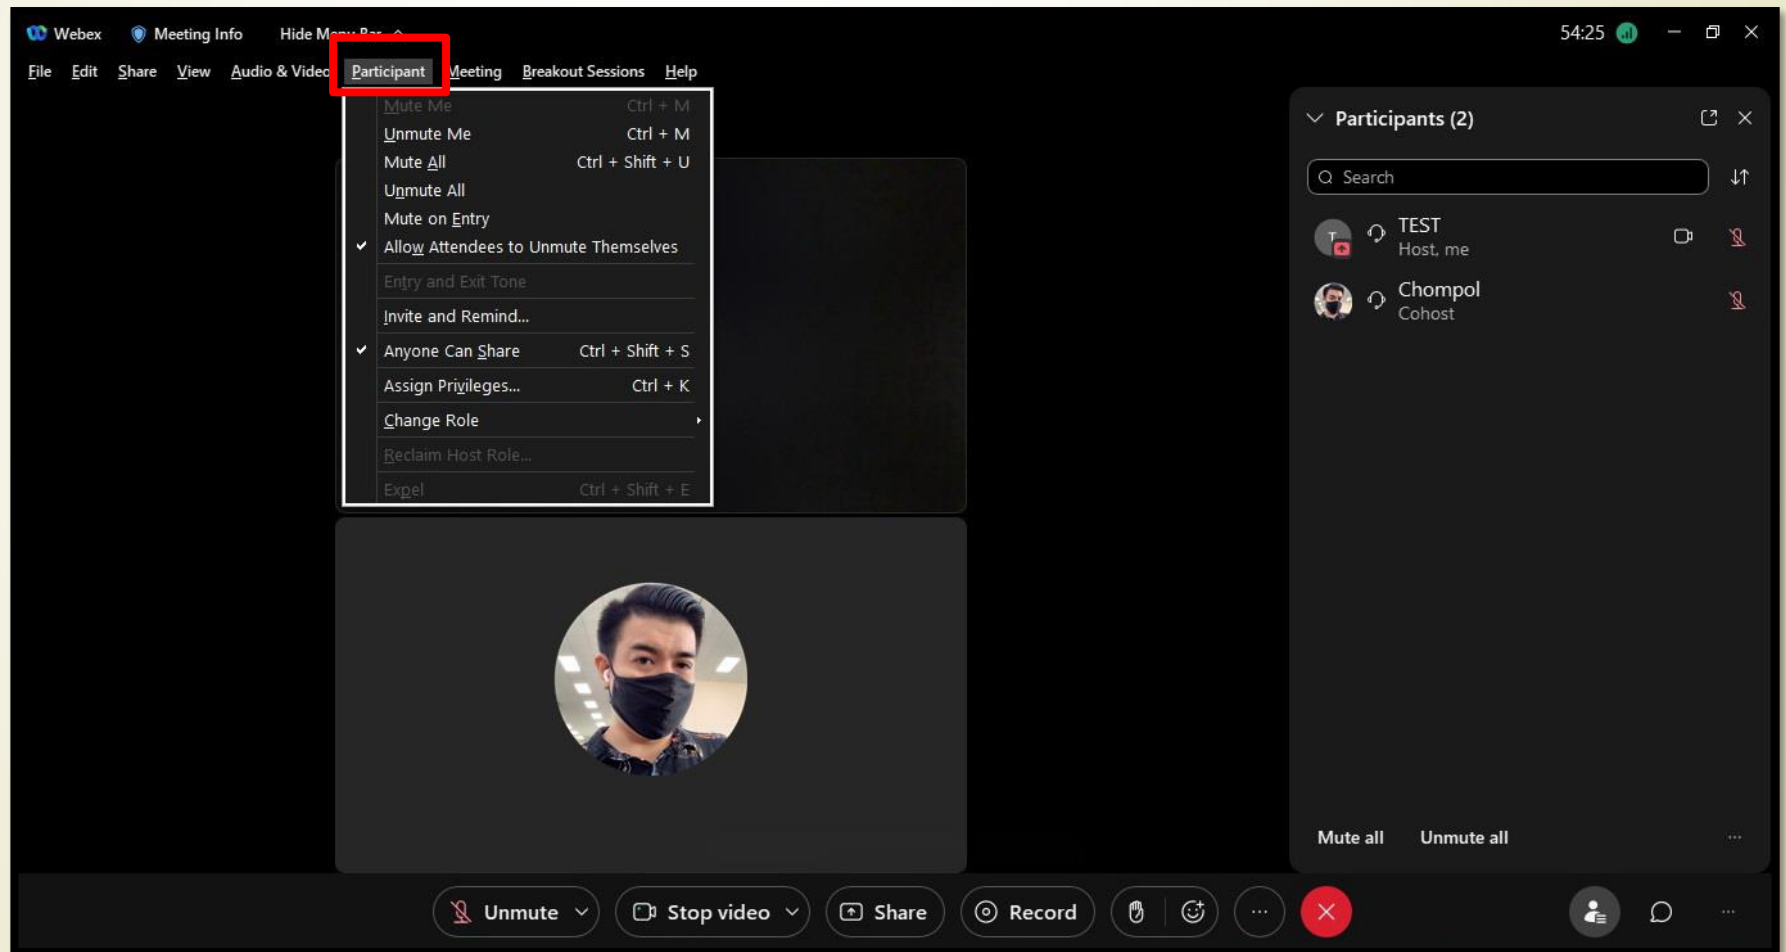 Webex Meeting Info Hide Menu Bar 54:25
File Edit Share View Audio & Video Participant Meeting Breakout Sessions Help
Mute Me Ctrl + M
Unmute Me Ctrl + M
Mute All Ctrl + Shift + U
Unmute All
Mute on Entry
Allow Attendees to Unmute Themselves
Entry and Exit Tone
Invite and Remind...
Anyone Can Share Ctrl + Shift + S
Assign Privileges... Ctrl + K
Change Role
Reclaim Host Role...
Expel Ctrl + Shift + E
Participants (2)
Search
T
TEST
Host, me
Chompol
Cohost
Mute all Unmute all
Unmute Stop video Share Record